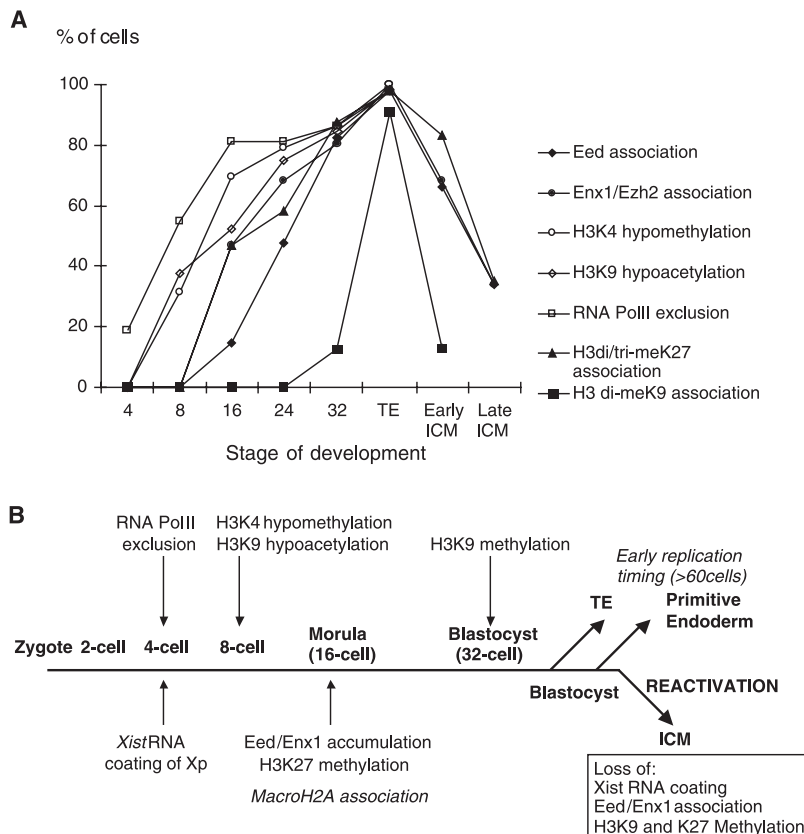 A
% of cells
100
80
60
40
20
0
4 8 16 24 32 TE Early ICM Late ICM
Stage of development
Eed association
Enx1/Ezh2 association
H3K4 hypomethylation
H3K9 hypoacetylation
RNA PolII exclusion
H3di/tri-meK27
association
H3 di-meK9 association
B
RNA PolII
exclusion
H3K4 hypomethylation
H3K9 hypoacetylation
H3K9 methylation
Early replication
timing (>60cells)
TE
Primitive
Endoderm
Zygote 2-cell 4-cell 8-cell
Morula
(16-cell)
Blastocyst
(32-cell)
Blastocyst
REACTIVATION
ICM
XistRNA
coating of Xp
Eed/Enx1 accumulation
H3K27 methylation
MacroH2A association
Loss of:
Xist RNA coating
Eed/Enx1 association
H3K9 and K27 Methylation